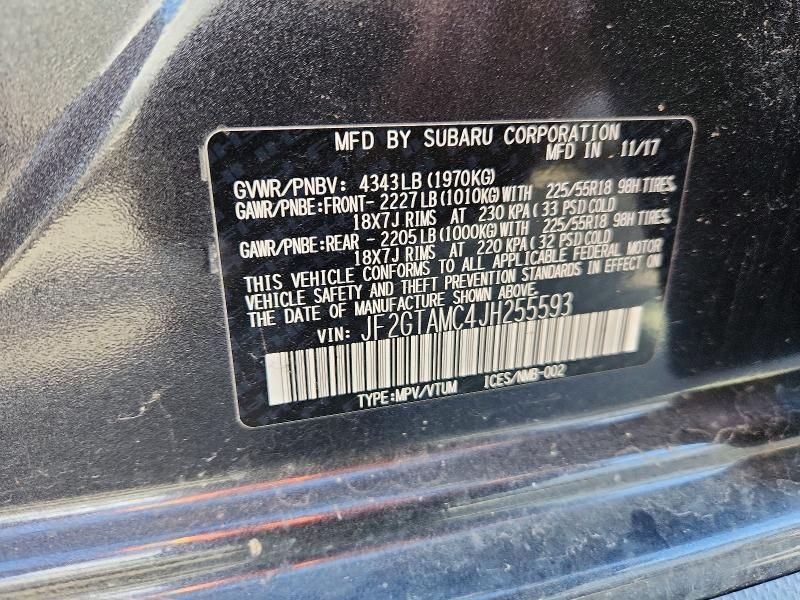 MFD BY SUBARU CORPORATION
MFD IN 11/17
GVWR/PNBV: 4343LB(1970KG)
GAWR/PNBE:FRONT- 2227LB(1010KG)WITH 225/55R18 98H TIRES,
18X7J RIMS AT 230 KPA(33 PSI)COLD
GAWR/PNBE:REAR - 2205LB(1000KG)WITH 225/55R18 98H TIRES,
18X7J RIMS AT 220 KPA(32 PSI)COLD
THIS VEHICLE CONFORMS TO ALL APPLICABLE FEDERAL MOTOR
VEHICLE SAFETY AND THEFT PREVENTION STANDARDS IN EFFECT ON
THE DATE OF MANUFACTURE SHOWN ABOVE.
VIN: JF2GTAMC4JH255593
TYPE:MPV/VTUM ICES/NMB-002